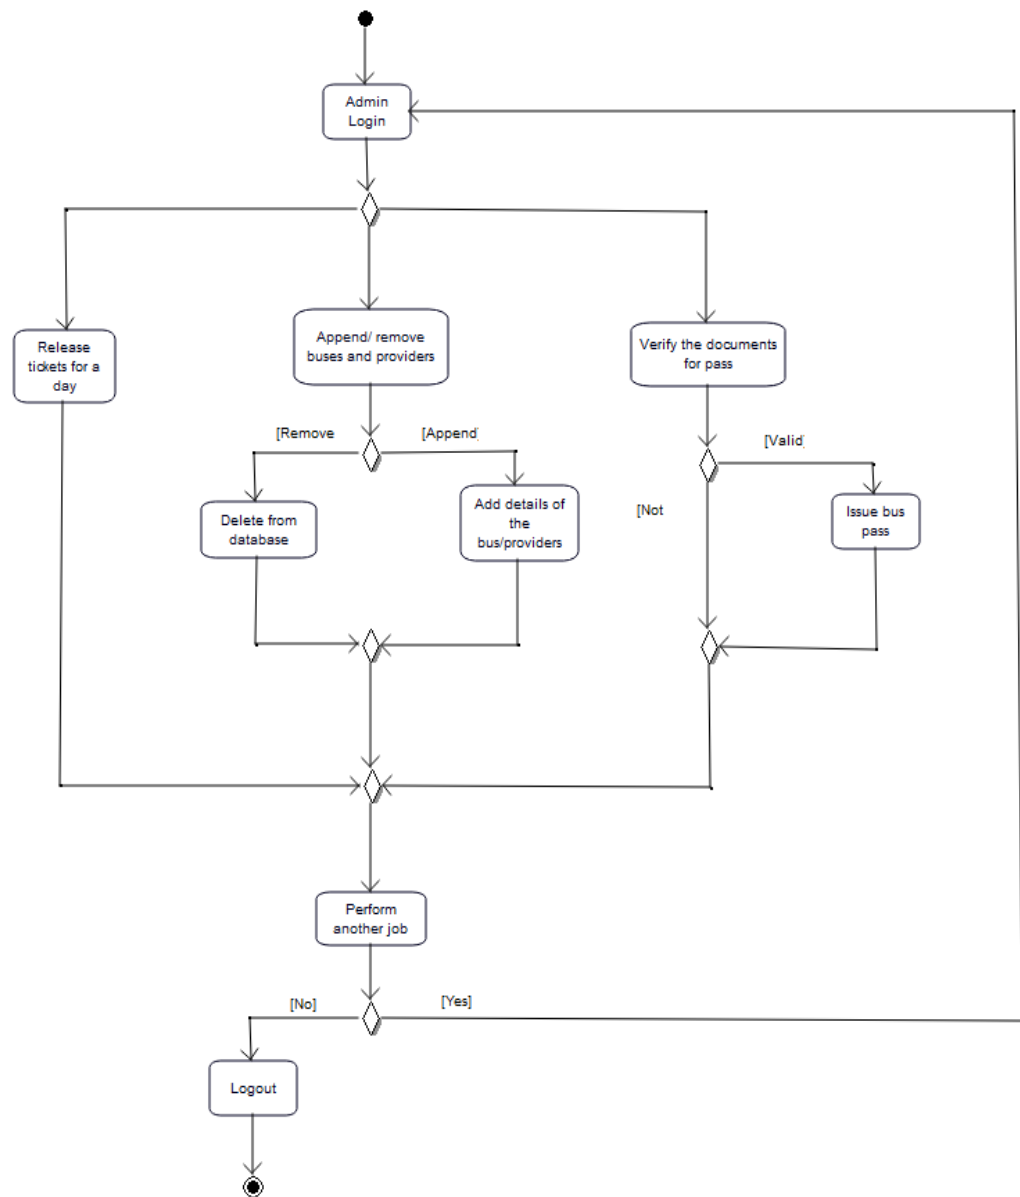 Admin
Login
Release
tickets for a
day
Append/ remove
buses and providers
Verify the documents
for pass
[Remove
[Append
[Valid
Delete from
database
Add details of
the
bus/providers
[Not
Issue bus
pass
Perform
another job
[No]
[Yes]
Logout